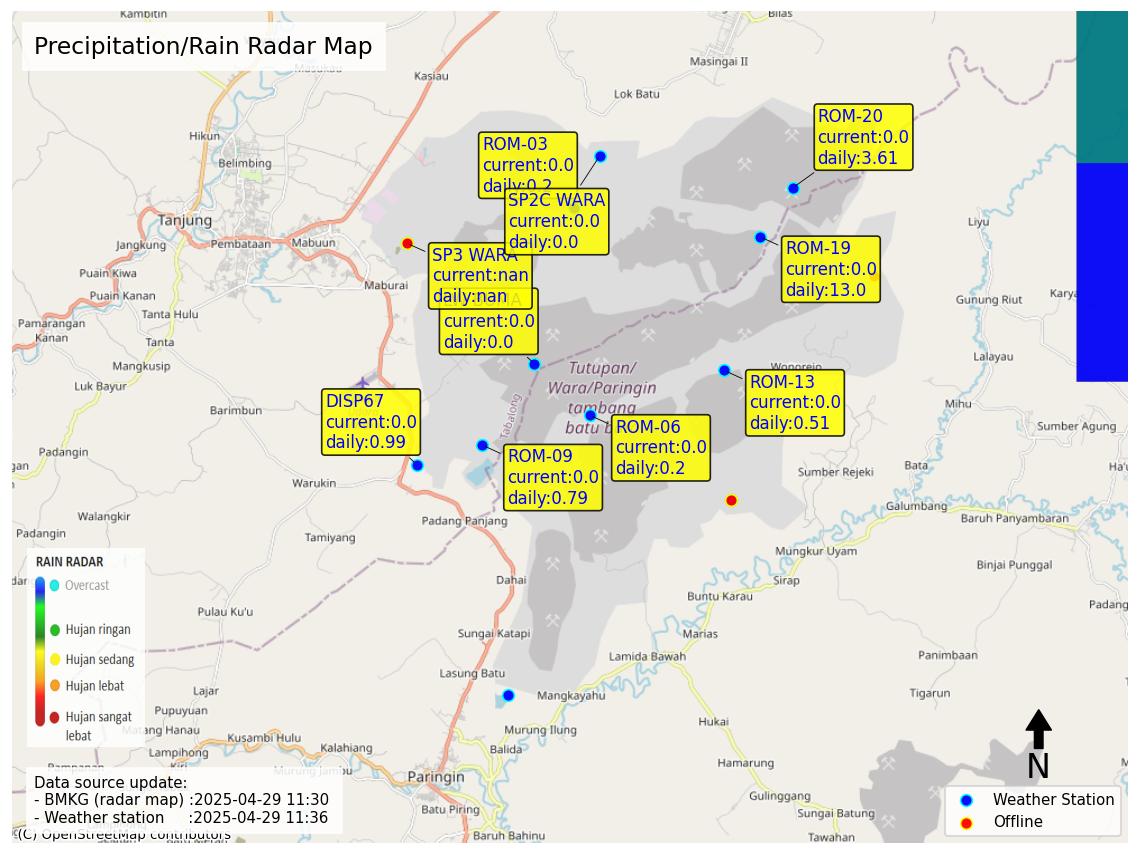 Kambitin
Bilas
Precipitation/Rain Radar Map
Masukau
Masingai II
Kasiau
Lok Batu
ROM-20
current:0.0
daily:3.61
Hikun
ROM-03
current:0.0
daily:0.2
Belimbing
SP2C WARA
current:0.0
daily:0.0
Tanjung
Liyu
Jangkung
Pembataan
Mabuun
SP3 WARA
current:nan
daily:nan
ROM-19
current:0.0
daily:13.0
Puain Kiwa
Maburai
Puain Kanan
Gunung Riut
Karya
Tanta Hulu
current:0.0
daily:0.0
Pamarangan
Kanan
Tanta
Lalayau
Mangkusip
Tutupan/
Wara/Paringin
tambang
batu b
Wonorejo
Luk Bayur
ROM-13
current:0.0
daily:0.51
DISP67
current:0.0
daily:0.99
Barimbun
Tabalong
Mihu
ROM-06
current:0.0
daily:0.2
Sumber Agung
Padangin
ROM-09
current:0.0
daily:0.79
gan
Bata
Sumber Rejeki
Warukin
Galumbang
Walangkir
Padang Panjang
Baruh Panyambaran
Padangin
Tamiyang
Mungkur Uyam
RAIN RADAR
Binjai Punggal
Overcast
Dahai
Sirap
Buntu Karau
Padang
Pulau Ku'u
Hujan ringan
Sungai Katapi
Marias
Hujan sedang
Lamida Bawah
Panimbaan
Lasung Batu
Hujan lebat
Lajar
Mangkayahu
Tigarun
Pupuyuan
Hujan sangat
lebat
Matang Hanau
Hukai
Murung Ilung
Kusambi Hulu
Lampihong
Kalahiang
Balida
Hamarung
N
Kiri
Pampanan
Murung Jambu
Paringin
Data source update:
- BMKG (radar map) :2025-04-29 11:30
- Weather station :2025-04-29 11:36
Gulinggang
Weather Station
Offline
Batu Piring
Sungai Batung
(C) OpenStreetMap contributors
Baruh Bahinu
Tawahan